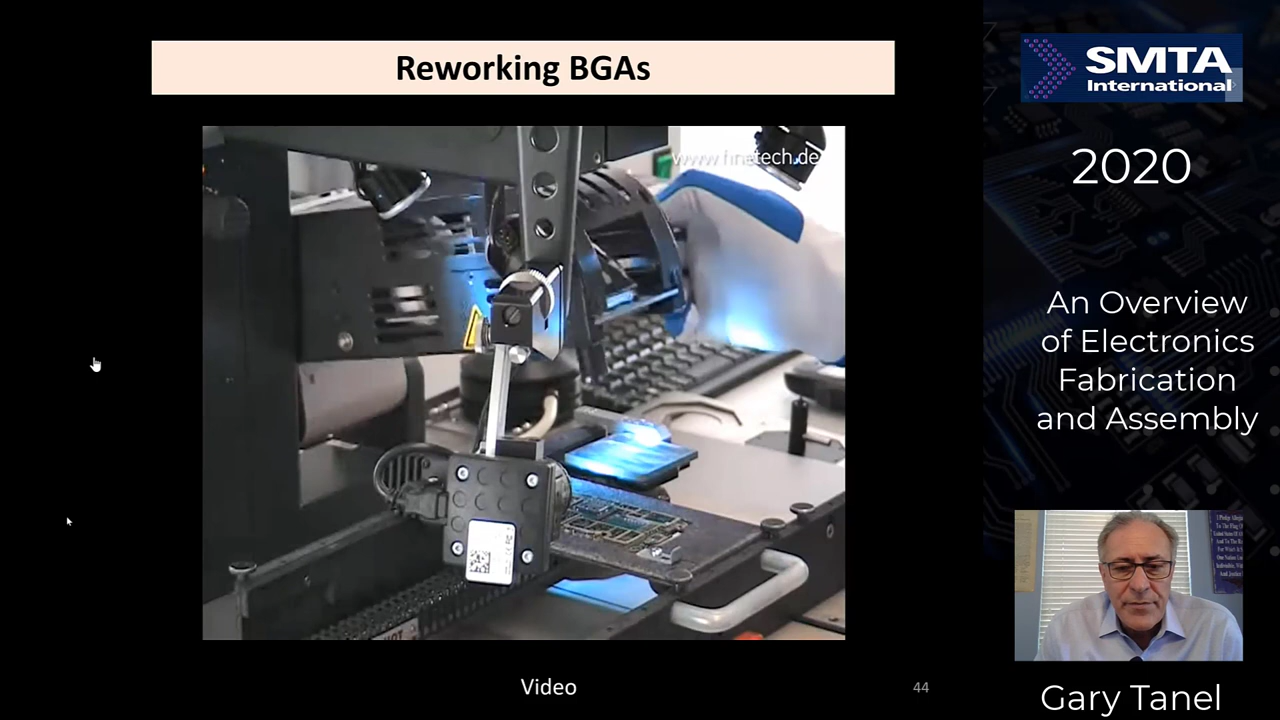 Reworking BGAs
www.finetech.de
Video
44
SMTA
International
2020
An Overview
of Electronics
Fabrication
and Assembly
Gary Tanel